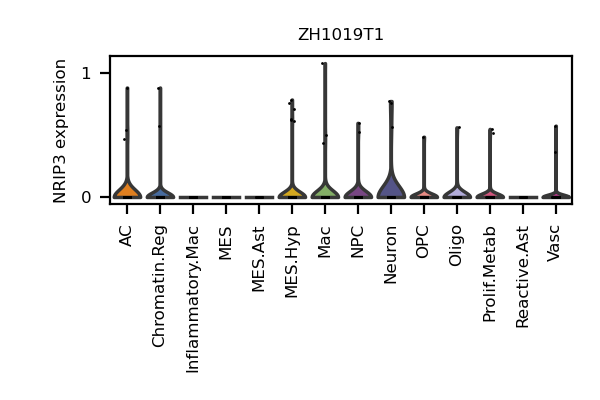 ZH1019T1
NRIP3 expression
1
0
AC
Chromatin.Reg
Inflammatory.Mac
MES
MES.Ast
MES.Hyp
Mac
NPC
Neuron
OPC
Oligo
Prolif.Metab
Reactive.Ast
Vasc